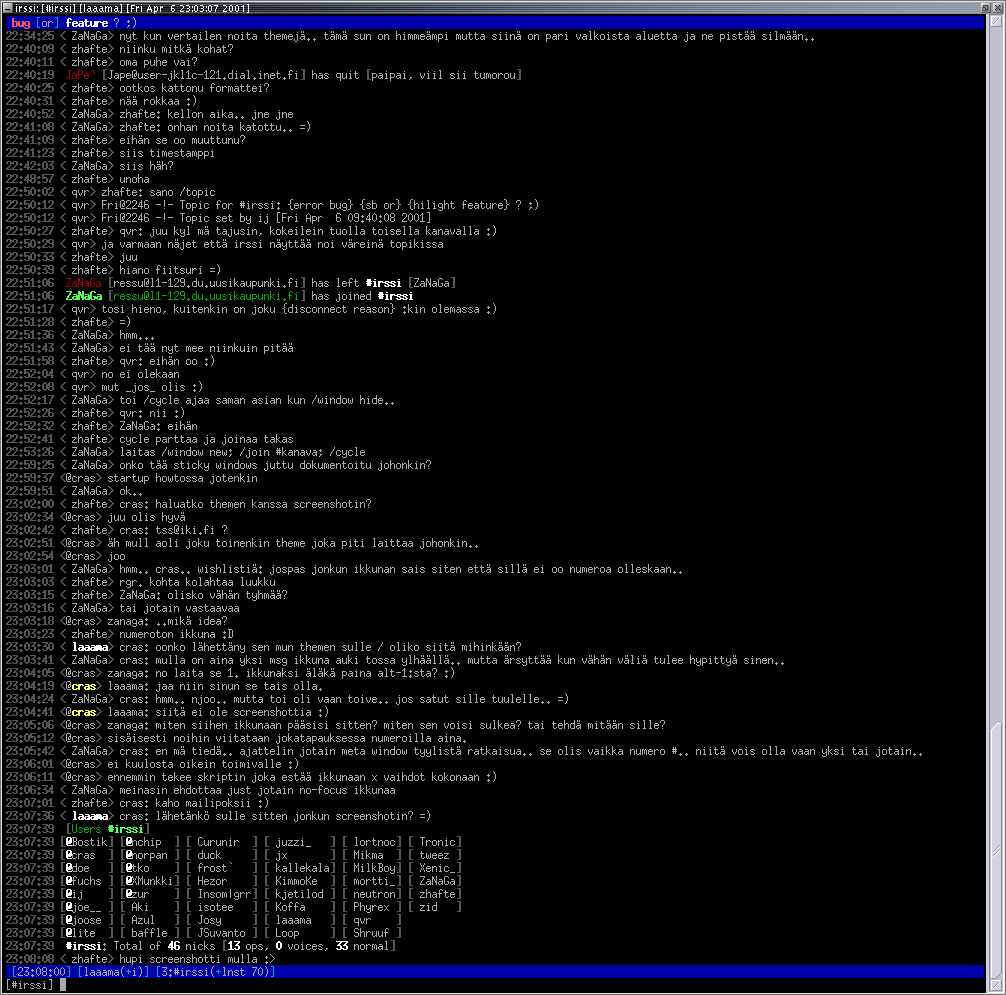 irssi: [#irssi] [laaama] [Fri Apr  6 23:03:07 2001]
bug [or] feature ? ;)
22:34:25 < ZaNaGa> nyt kun vertailen noita themejä.. tämä sun on himmeämpi mutta siinä on pari valkoista aluetta ja ne pistää silmään..
22:40:09 < zhafte> niinku mitkä kohat?
22:40:11 < zhafte> oma puhe vai?
22:40:19  JaPe^ [Jape@user-jkl1c-121.dial.inet.fi] has quit [paipai, viil sii tumorou]
22:40:25 < zhafte> ootkos kattonu formattei?
22:40:31 < zhafte> nää rokkaa :)
22:40:52 < ZaNaGa> zhafte: kellon aika.. jne jne
22:41:08 < ZaNaGa> zhafte: onhan noita katottu.. =)
22:41:09 < zhafte> eihän se oo muuttunu?
22:41:23 < zhafte> siis timestamppi
22:42:03 < ZaNaGa> siis häh?
22:48:57 < zhafte> unoha
22:50:02 < qvr> zhafte: sano /topic
22:50:12 < qvr> Fri@2246 -!- Topic for #irssi: {error bug} {sb or} {hilight feature} ? ;)
22:50:12 < qvr> Fri@2246 -!- Topic set by ij [Fri Apr  6 09:40:08 2001]
22:50:27 < zhafte> qvr: juu kyl mä tajusin, kokeilein tuolla toisella kanavalla :)
22:50:29 < qvr> ja varmaan näjet että irssi näyttää noi väreinä topikissa
22:50:33 < zhafte> juu
22:50:39 < zhafte> hiano fiitsuri =)
22:51:06  ZaNaGa [ressu@l1-129.du.uusikaupunki.fi] has left #irssi [ZaNaGa]
22:51:06  ZaNaGa [ressu@l1-129.du.uusikaupunki.fi] has joined #irssi
22:51:17 < qvr> tosi hieno, kuitenkin on joku {disconnect reason} :kin olemassa :)
22:51:28 < zhafte> =)
22:51:36 < ZaNaGa> hmm...
22:51:43 < ZaNaGa> ei tää nyt mee niinkuin pitää
22:51:58 < zhafte> qvr: eihän oo :)
22:52:04 < qvr> no ei olekaan
22:52:08 < qvr> mut _jos_ olis :)
22:52:17 < ZaNaGa> toi /cycle ajaa saman asian kun /window hide..
22:52:26 < zhafte> qvr: nii :)
22:52:32 < zhafte> ZaNaGa: eihän
22:52:41 < zhafte> cycle parttaa ja joinaa takas
22:53:26 < ZaNaGa> laitas /window new; /join #kanava; /cycle
22:59:25 < ZaNaGa> onko tää sticky windows juttu dokumentoitu johonkin?
22:59:37 <@cras> startup howtossa jotenkin
22:59:51 < ZaNaGa> ok..
23:02:00 < zhafte> cras: haluatko themen kanssa screenshotin?
23:02:34 <@cras> juu olis hyvä
23:02:42 < zhafte> cras: tss@iki.fi ?
23:02:51 <@cras> äh mull aoli joku toinenkin theme joka piti laittaa johonkin..
23:02:54 <@cras> joo
23:03:01 < ZaNaGa> hmm.. cras.. wishlistiä: jospas jonkun ikkunan sais siten että sillä ei oo numeroa olleskaan..
23:03:03 < zhafte> rgr. kohta kolahtaa luukku
23:03:15 < zhafte> ZaNaGa: olisko vähän tyhmää?
23:03:16 < ZaNaGa> tai jotain vastaavaa
23:03:18 <@cras> zanaga: ..mikä idea?
23:03:23 < zhafte> numeroton ikkuna :D
23:03:30 < laaama> cras: oonko lähettäny sen mun themen sulle / oliko siitä mihinkään?
23:03:41 < ZaNaGa> cras: mulla on aina yksi msg ikkuna auki tossa ylhäällä.. mutta ärsyttää kun vähän väliä tulee hypittyä sinen..
23:04:05 <@cras> zanaga: no laita se 1. ikkunaksi äläkä paina alt-1:sta? :)
23:04:19 <@cras> laaama: jaa niin sinun se tais olla.
23:04:24 < ZaNaGa> cras: hmm.. njoo.. mutta toi oli vaan toive.. jos satut sille tuulelle.. =)
23:04:41 <@cras> laaama: siitä ei ole screenshottia :)
23:05:06 <@cras> zanaga: miten siihen ikkunaan pääsisi sitten? miten sen voisi sulkea? tai tehdä mitään sille?
23:05:12 <@cras> sisäisesti noihin viitataan jokatapauksessa numeroilla aina.
23:05:42 < ZaNaGa> cras: en mä tiedä.. ajattelin jotain meta window tyylistä ratkaisua.. se olis vaikka numero #.. niitä vois olla vaan yksi tai jotain..
23:06:01 <@cras> ei kuulosta oikein toimivalle :)
23:06:11 <@cras> ennemmin tekee skriptin joka estää ikkunaan x vaihdot kokonaan :)
23:06:34 < ZaNaGa> meinasin ehdottaa just jotain no-focus ikkunaa
23:07:01 < zhafte> cras: kaho mailipoksii :)
23:07:36 < laaama> cras: lähetänkö sulle sitten jonkun screenshotin? =)
23:07:39  [Users #irssi]
23:07:39 [@Bostik] [@nchip  ] [ Curunir  ] [ juzzi_   ] [ lortnoc] [ Tronic]
23:07:39 [@cras  ] [@norpan ] [ duck     ] [ jx       ] [ Mikma  ] [ tweez ]
23:07:39 [@doe   ] [@tko    ] [ frost`   ] [ kallekala] [ MilkBoy] [ Xenic_]
23:07:39 [@fuchs ] [@XMunkki] [ Hezor    ] [ KimmoKe  ] [ mortti_] [ ZaNaGa]
23:07:39 [@ij    ] [@zur    ] [ Insom|grr] [ kjetilod ] [ neutron] [ zhafte]
23:07:39 [@joe__ ] [ Aki    ] [ isotee   ] [ Koffa    ] [ Phyrex ] [ zid   ]
23:07:39 [@joose ] [ Azul   ] [ Josy     ] [ laaama   ] [ qvr    ]
23:07:39 [@lite  ] [ baffle ] [ JSuvanto ] [ Loop     ] [ Shruuf ]
23:07:39  #irssi: Total of 46 nicks [13 ops, 0 voices, 33 normal]
23:08:08 < zhafte> hupi screenshotti mulla :>
[23:08:00] [laaama(+i)] [3:#irssi(+lnst 70)]
[#irssi]